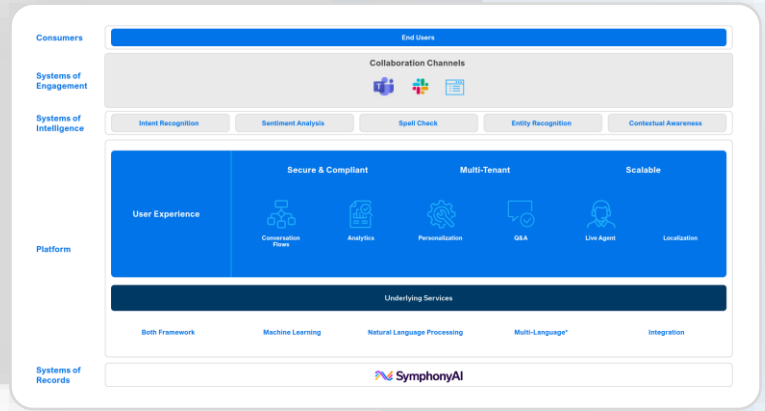 Consumers
End Users
Systems of
Engagement
Collaboration Channels
Systems of
Intelligence
Intent Recognition
Sentiment Analysis
Spell Check
Entity Recognition
Contextual Awareness
Platform
User Experience
Secure & Compliant
Multi-Tenant
Scalable
Conversation
Flows
Analytics
Personalization
Q&A
Live Agent
Localization
Underlying Services
Both Framework
Machine Learning
Natural Language Processing
Multi-Language*
Integration
Systems of
Records
SymphonyAI